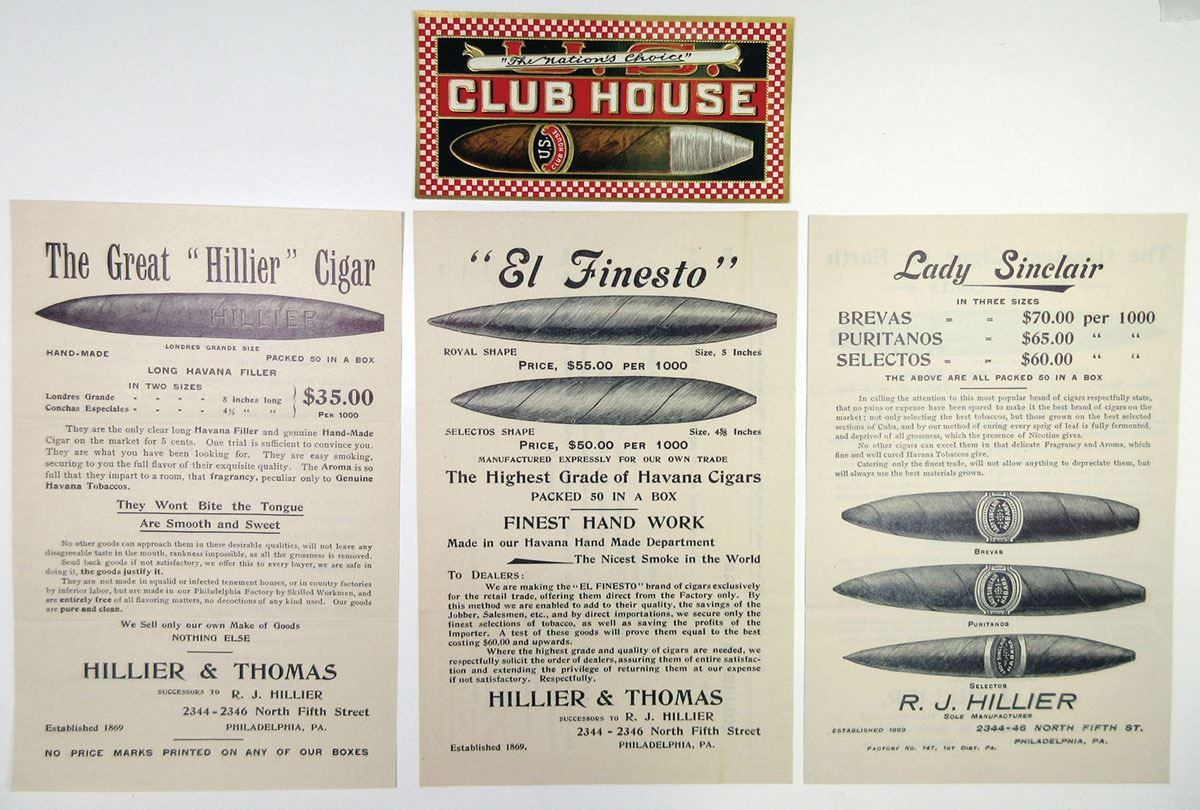 U.S.
"The Nation's Choice"
CLUB HOUSE
U.S.
CLUB HOUSE
The Great "Hillier" Cigar
HILLIER
LONDRES GRANDE SIZE
HAND-MADE PACKED 50 IN A BOX
LONG HAVANA FILLER
IN TWO SIZES
Londres Grande - - - - 5 inches long
Conchas Especiales - - - - 4½ " "
$35.00
PER 1000
They are the only clear long Havana Filler and genuine Hand-Made
Cigar on the market for 5 cents. One trial is sufficient to convince you.
They are what you have been looking for. They are easy smoking,
securing to you the full flavor of their exquisite quality. The Aroma is so
full that they impart to a room, that fragrancy, peculiar only to Genuine
Havana Tobaccos.
They Wont Bite the Tongue
Are Smooth and Sweet
No other goods can approach them in these desirable qualities, will not leave any
disagreeable taste in the mouth, rankness impossible, as all the grossness is removed.
Send back goods if not satisfactory, we offer this to every buyer, we are safe in
doing it, the goods justify it.
They are not made in squalid or infected tenement houses, or in country factories
by inferior labor, but are made in our Philadelphia Factory by Skilled Workmen, and
are entirely free of all flavoring matters, no decoctions of any kind used. Our goods
are pure and clean.
We Sell only our own Make of Goods
NOTHING ELSE
HILLIER & THOMAS
SUCCESSORS TO R. J. HILLIER
2344-2346 North Fifth Street
Established 1869 PHILADELPHIA, PA.
NO PRICE MARKS PRINTED ON ANY OF OUR BOXES
"El Finesto"
ROYAL SHAPE Size, 5 Inches
PRICE, $55.00 PER 1000
SELECTOS SHAPE Size, 4⅝ Inches
PRICE, $50.00 PER 1000
MANUFACTURED EXPRESSLY FOR OUR OWN TRADE
The Highest Grade of Havana Cigars
PACKED 50 IN A BOX
FINEST HAND WORK
Made in our Havana Hand Made Department
The Nicest Smoke in the World
TO DEALERS:
We are making the "EL FINESTO" brand of cigars exclusively
for the retail trade, offering them direct from the Factory only. By
this method we are enabled to add to their quality, the savings of the
Jobber, Salesmen, etc., and by direct importations, we secure only the
finest selections of tobacco, as well as saving the profits of the
Importer. A test of these goods will prove them equal to the best
costing $60.00 and upwards.
Where the highest grade and quality of cigars are needed, we
respectfully solicit the order of dealers, assuring them of entire satisfac-
tion and extending the privilege of returning them at our expense
if not satisfactory. Respectfully,
HILLIER & THOMAS
SUCCESSORS TO R. J. HILLIER
2344 - 2346 North Fifth Street
Established 1869. PHILADELPHIA, PA.
Lady Sinclair
IN THREE SIZES
BREVAS = = $70.00 per 1000
PURITANOS = $65.00 " "
SELECTOS = = $60.00 " "
THE ABOVE ARE ALL PACKED 50 IN A BOX
In calling the attention to this most popular brand of cigars respectfully state,
that no pains or expense have been spared to make it the best brand of cigars on the
market; not only selecting the best tobaccos, but those grown on the best selected
sections of Cuba, and by our method of curing every sprig of leaf is fully fermented,
and deprived of all grossness, which the presence of Nicotine gives.
No other cigars can excel them in that delicate Fragrancy and Aroma, which
fine and well cured Havana Tobaccos give.
Catering only the finest trade, will not allow anything to depreciate them, but
will always use the best materials grown.
BREVAS
PURITANOS
SELECTOS
R. J. HILLIER
SOLE MANUFACTURER
ESTABLISHED 1869 2344-46 NORTH FIFTH ST.
PHILADELPHIA, PA.
FACTORY NO. 147, 1ST DIST. PA.